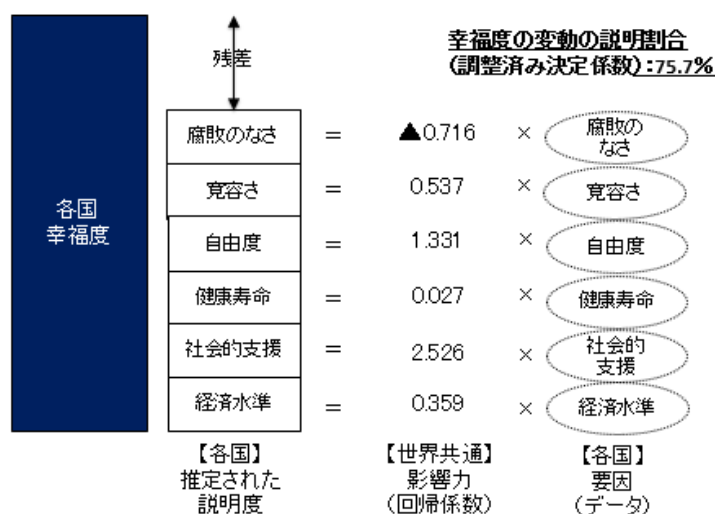 残差
幸福度の変動の説明割合
(調整済み決定係数):75.7%
各国
幸福度
腐敗のなさ = ▲0.716 × 腐敗の
なさ
寛容さ = 0.537 × 寛容さ
自由度 = 1.331 × 自由度
健康寿命 = 0.027 × 健康寿命
社会的支援 = 2.526 × 社会的
支援
経済水準 = 0.359 × 経済水準
【各国】
推定された
説明度
【世界共通】
影響力
(回帰係数)
【各国】
要因
(データ)